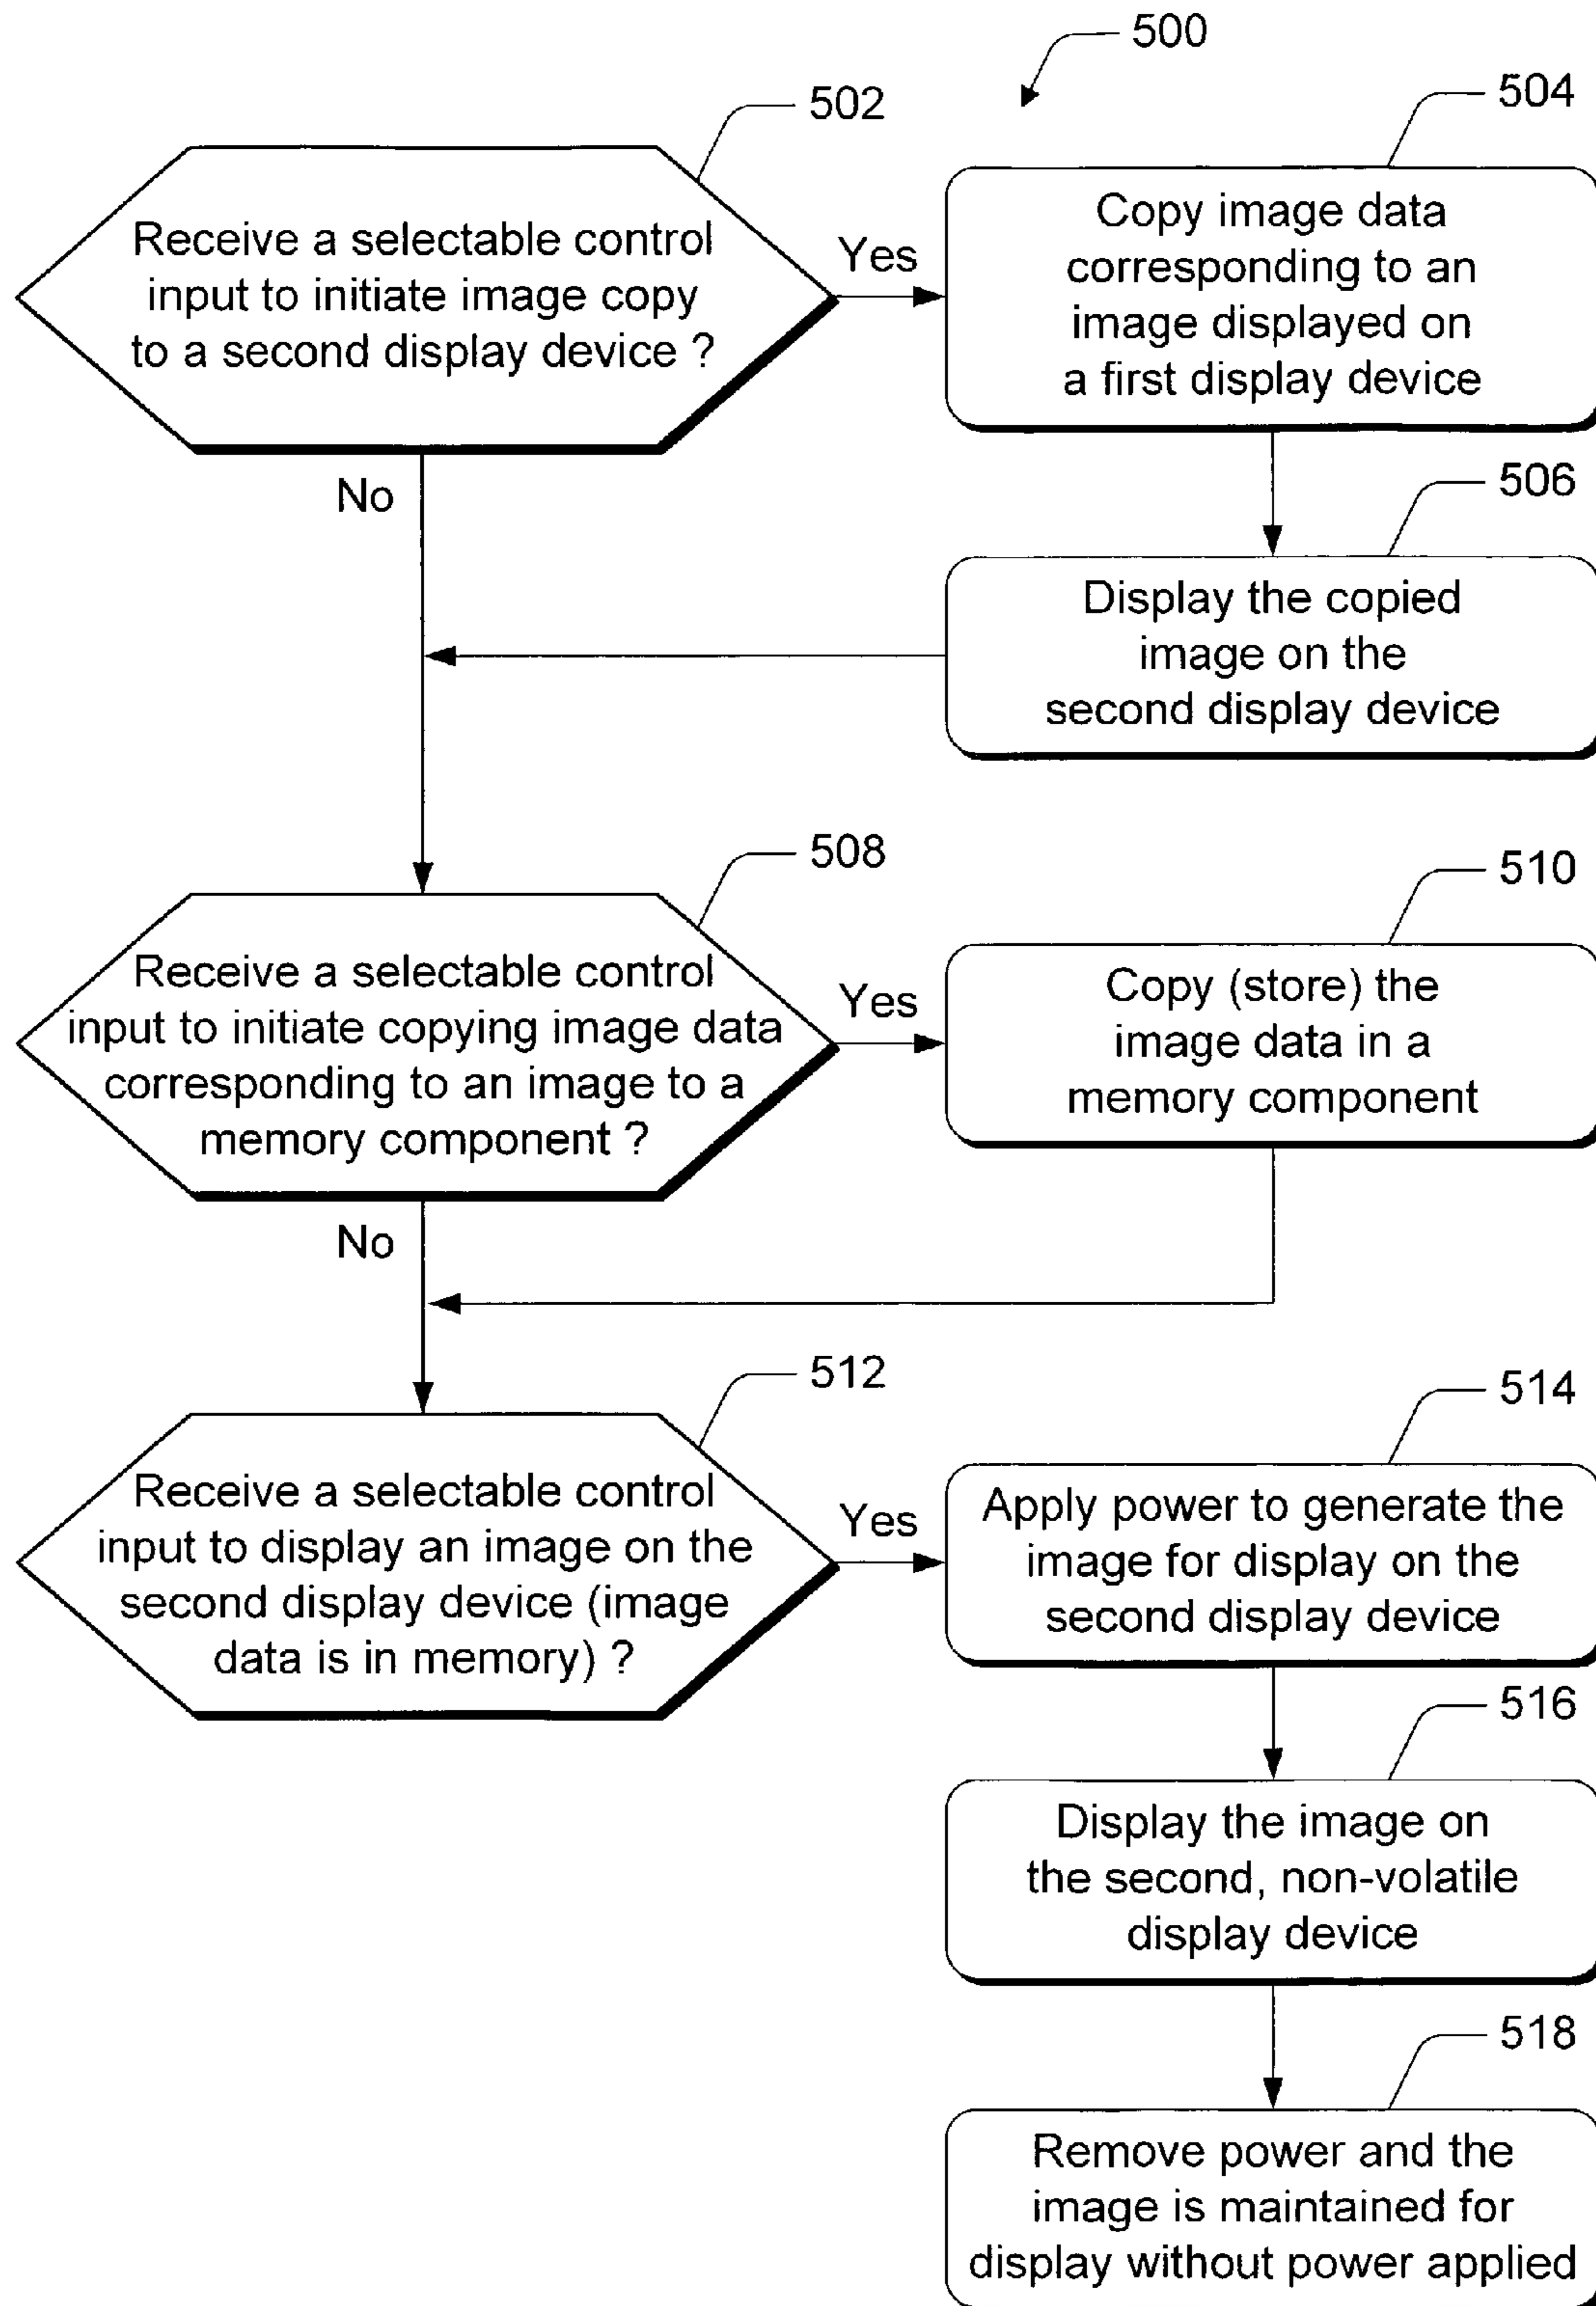 500
502
Receive a selectable control
input to initiate image copy
to a second display device ?
Yes
No
504
Copy image data
corresponding to an
image displayed on
a first display device
506
Display the copied
image on the
second display device
508
Receive a selectable control
input to initiate copying image data
corresponding to an image to a
memory component ?
Yes
No
510
Copy (store) the
image data in a
memory component
512
Receive a selectable control
input to display an image on the
second display device (image
data is in memory) ?
Yes
514
Apply power to generate the
image for display on the
second display device
516
Display the image on
the second, non-volatile
display device
518
Remove power and the
image is maintained for
display without power applied